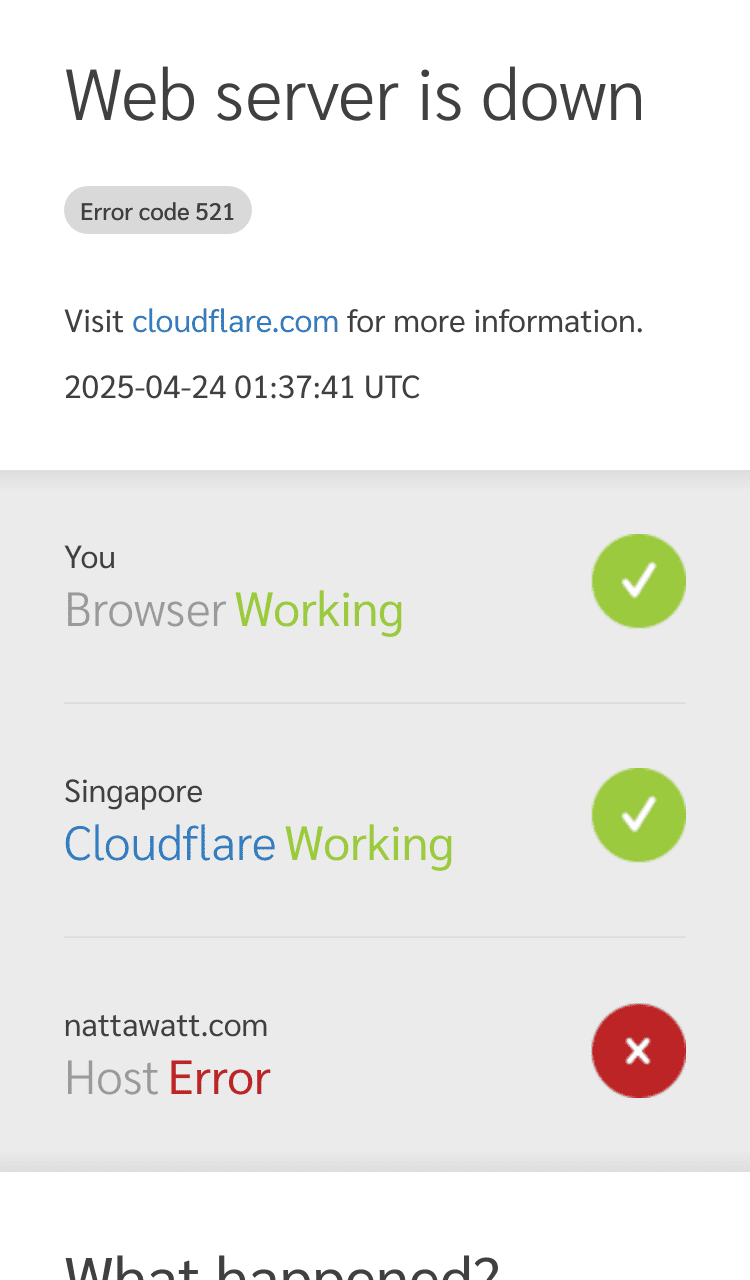 Web server is down
Error code 521
Visit cloudflare.com for more information.
2025-04-24 01:37:41 UTC
You
Browser Working
Singapore
Cloudflare Working
nattawatt.com
Host Error
What happened?